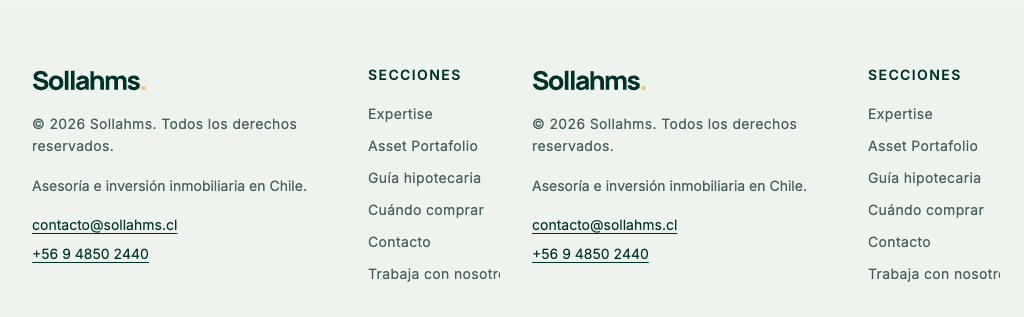 Sollahms.
© 2026 Sollahms. Todos los derechos
reservados.
Asesoría e inversión inmobiliaria en Chile.
contacto@sollahms.cl
+56 9 4850 2440
SECCIONES
Expertise
Asset Portafolio
Guía hipotecaria
Cuándo comprar
Contacto
Trabaja con
Sollahms.
© 2026 Sollahms. Todos los derechos
reservados.
Asesoría e inversión inmobiliaria en Chile.
contacto@sollahms.cl
+56 9 4850 2440
SECCIONES
Expertise
Asset Portafolio
Guía hipotecaria
Cuándo comprar
Contacto
Trabaja con